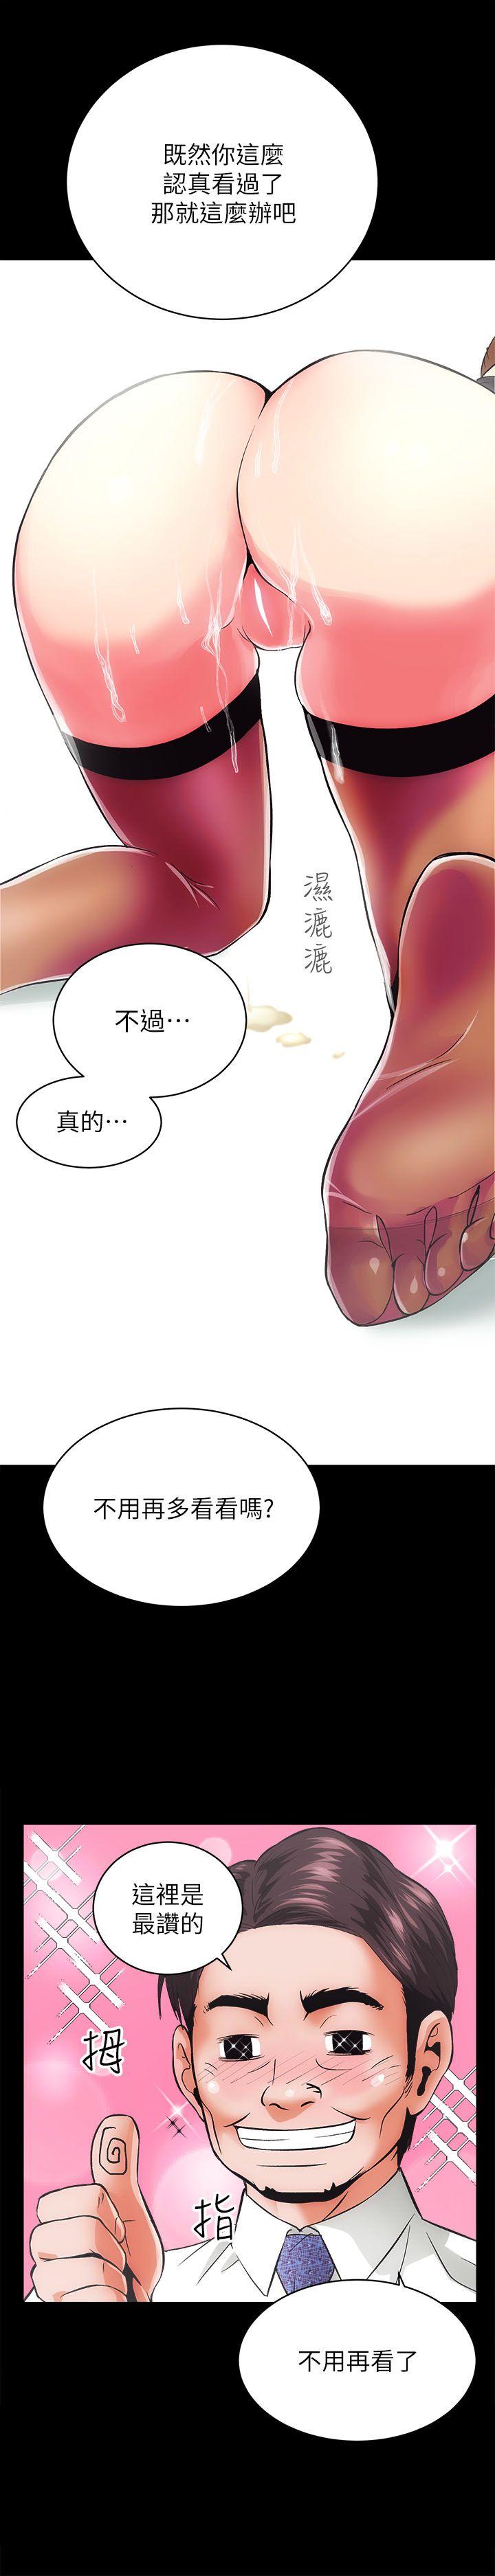 既然你這麼
認真看過了
那就這麼辦吧
濕漉漉
不過…
真的…
不用再多看看嗎?
這裡是
最讚的
拇
指
不用再看了